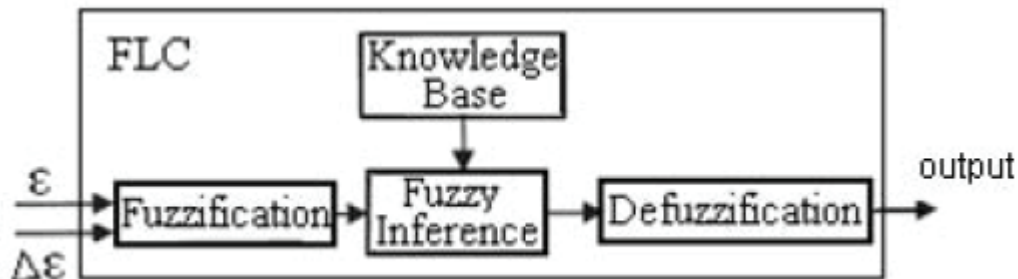 FLC
Knowledge
Base
output
ε
Fuzzification
Fuzzy
Inference
Defuzzification
Δε